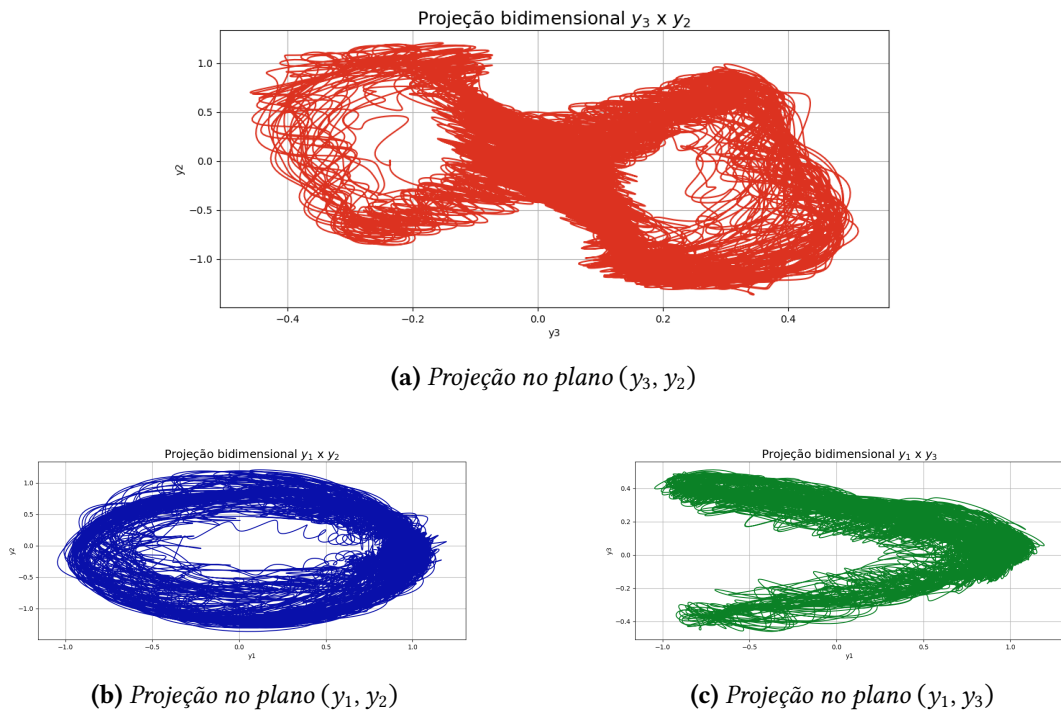 Projeção bidimensional y₃ x y₂
1.0
0.5
0.0
−0.5
−1.0
y2
−0.4 −0.2 0.0 0.2 0.4
y3
(a) Projeção no plano (y₃, y₂)
Projeção bidimensional y₁ x y₂
1.0
0.5
0.0
−0.5
−1.0
y2
−1.0 −0.5 0.0 0.5 1.0
y1
(b) Projeção no plano (y₁, y₂)
Projeção bidimensional y₁ x y₃
0.4
0.2
0.0
−0.2
−0.4
y3
−1.0 −0.5 0.0 0.5 1.0
y1
(c) Projeção no plano (y₁, y₃)